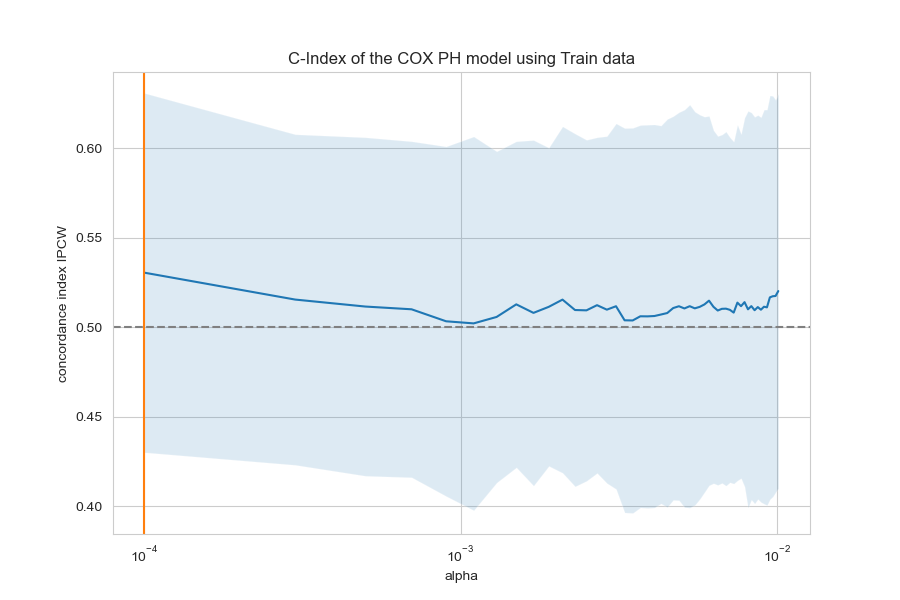 C-Index of the COX PH model using Train data
concordance index IPCW
0.60
0.55
0.50
0.45
0.40
10⁻⁴ 10⁻³ 10⁻²
alpha